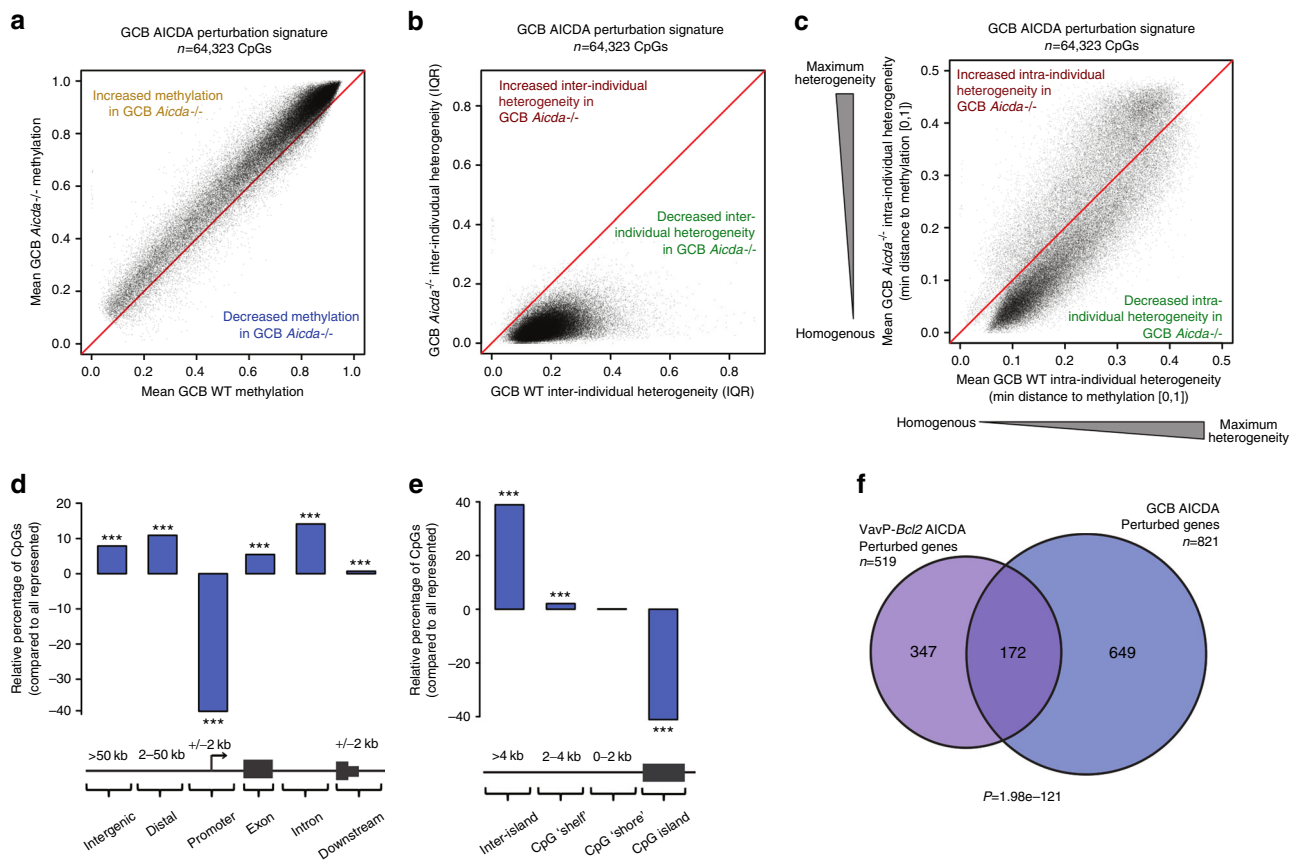 a
GCB AICDA perturbation signature
n=64,323 CpGs
Increased methylation
in GCB Aicda-/-
Decreased methylation
in GCB Aicda-/-
Mean GCB Aicda-/- methylation
1.0
0.8
0.6
0.4
0.2
0.0
0.0 0.2 0.4 0.6 0.8 1.0
Mean GCB WT methylation
b
GCB AICDA perturbation signature
n=64,323 CpGs
Increased inter-individual
heterogeneity in
GCB Aicda-/-
Decreased inter-
individual heterogeneity
in GCB Aicda-/-
GCB Aicda-/- inter-indivudual heterogeneity (IQR)
0.8
0.6
0.4
0.2
0.0
0.0 0.2 0.4 0.6 0.8
GCB WT inter-individual heterogeneity (IQR)
c
GCB AICDA perturbation signature
n=64,323 CpGs
Maximum
heterogeneity
Homogenous
Increased intra-individual
heterogeneity in
GCB Aicda-/-
Decreased intra-
individual heterogeneity in
GCB Aicda-/-
Mean GCB Aicda-/- intra-individual heterogeneity
(min distance to methylation [0,1])
0.5
0.4
0.3
0.2
0.1
0.0
0.0 0.1 0.2 0.3 0.4 0.5
Mean GCB WT intra-individual heterogeneity
(min distance to methylation [0,1])
Homogenous
Maximum
heterogeneity
d
Relative percentage of CpGs
(compared to all represented)
20
10
0
–10
–20
–30
–40
*** *** *** *** *** ***
>50 kb 2–50 kb +/–2 kb +/–2 kb
Intergenic Distal Promoter Exon Intron Downstream
e
Relative percentage of CpGs
(compared to all represented)
40
20
0
–20
–40
*** *** ***
>4 kb 2–4 kb 0–2 kb
Inter-island CpG 'shelf' CpG 'shore' CpG island
f
VavP-Bcl2 AICDA
Perturbed genes
n=519
GCB AICDA
Perturbed genes
n=821
347 172 649
P=1.98e–121